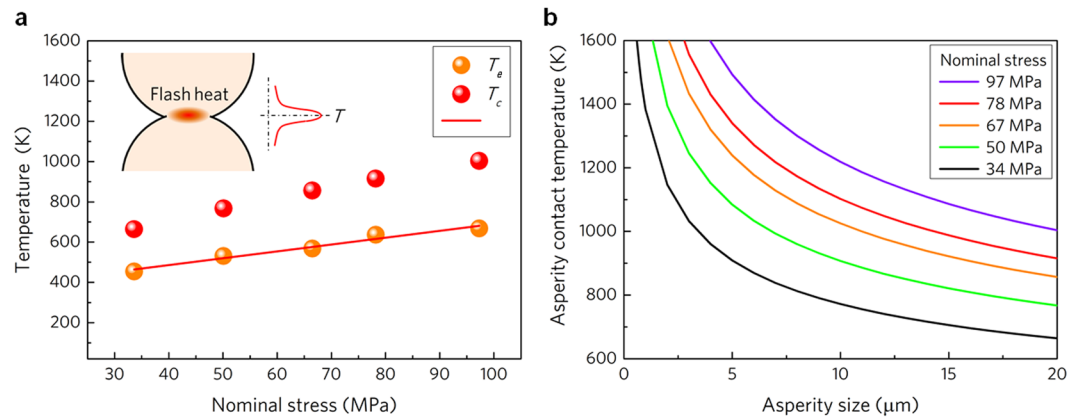 a
1600
1400
1200
1000
800
600
400
200
Temperature (K)
30 40 50 60 70 80 90 100
Nominal stress (MPa)
Flash heat
T
Te
Tc
b
1600
1400
1200
1000
800
600
Asperity contact temperature (K)
0 5 10 15 20
Asperity size (μm)
Nominal stress
97 MPa
78 MPa
67 MPa
50 MPa
34 MPa